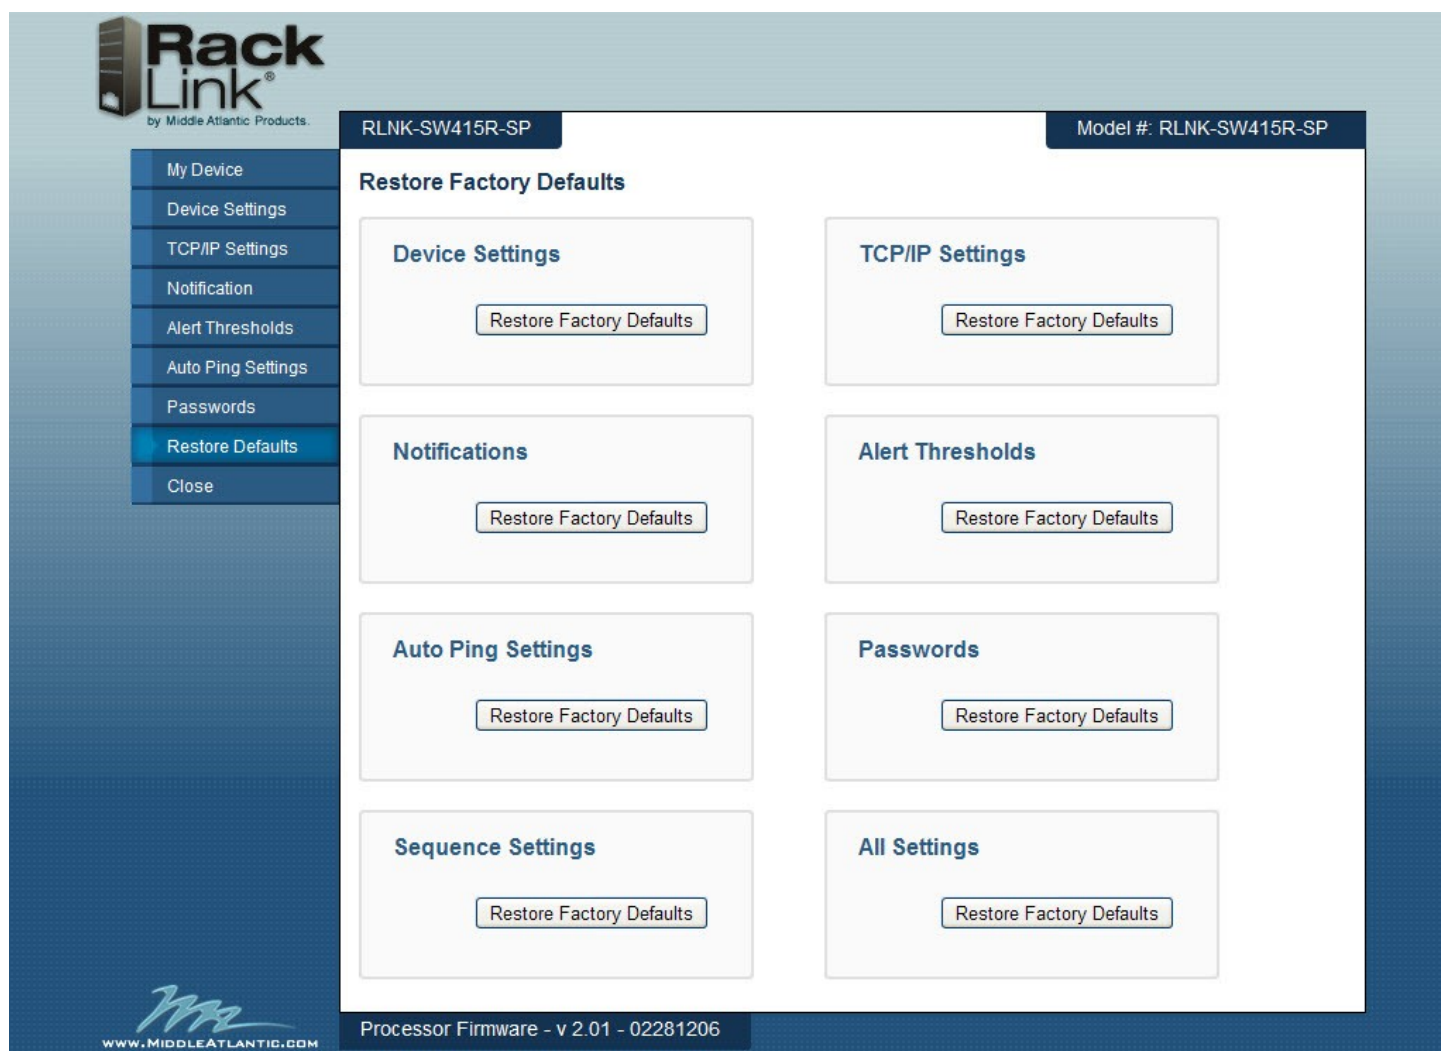 Rack
Link®
by Middle Atlantic Products.
RLNK-SW415R-SP
Model #: RLNK-SW415R-SP
My Device
Device Settings
TCP/IP Settings
Notification
Alert Thresholds
Auto Ping Settings
Passwords
Restore Defaults
Close
Restore Factory Defaults
Device Settings
Restore Factory Defaults
TCP/IP Settings
Restore Factory Defaults
Notifications
Restore Factory Defaults
Alert Thresholds
Restore Factory Defaults
Auto Ping Settings
Restore Factory Defaults
Passwords
Restore Factory Defaults
Sequence Settings
Restore Factory Defaults
All Settings
Restore Factory Defaults
www.MiddleAtlantic.com
Processor Firmware - v 2.01 - 02281206